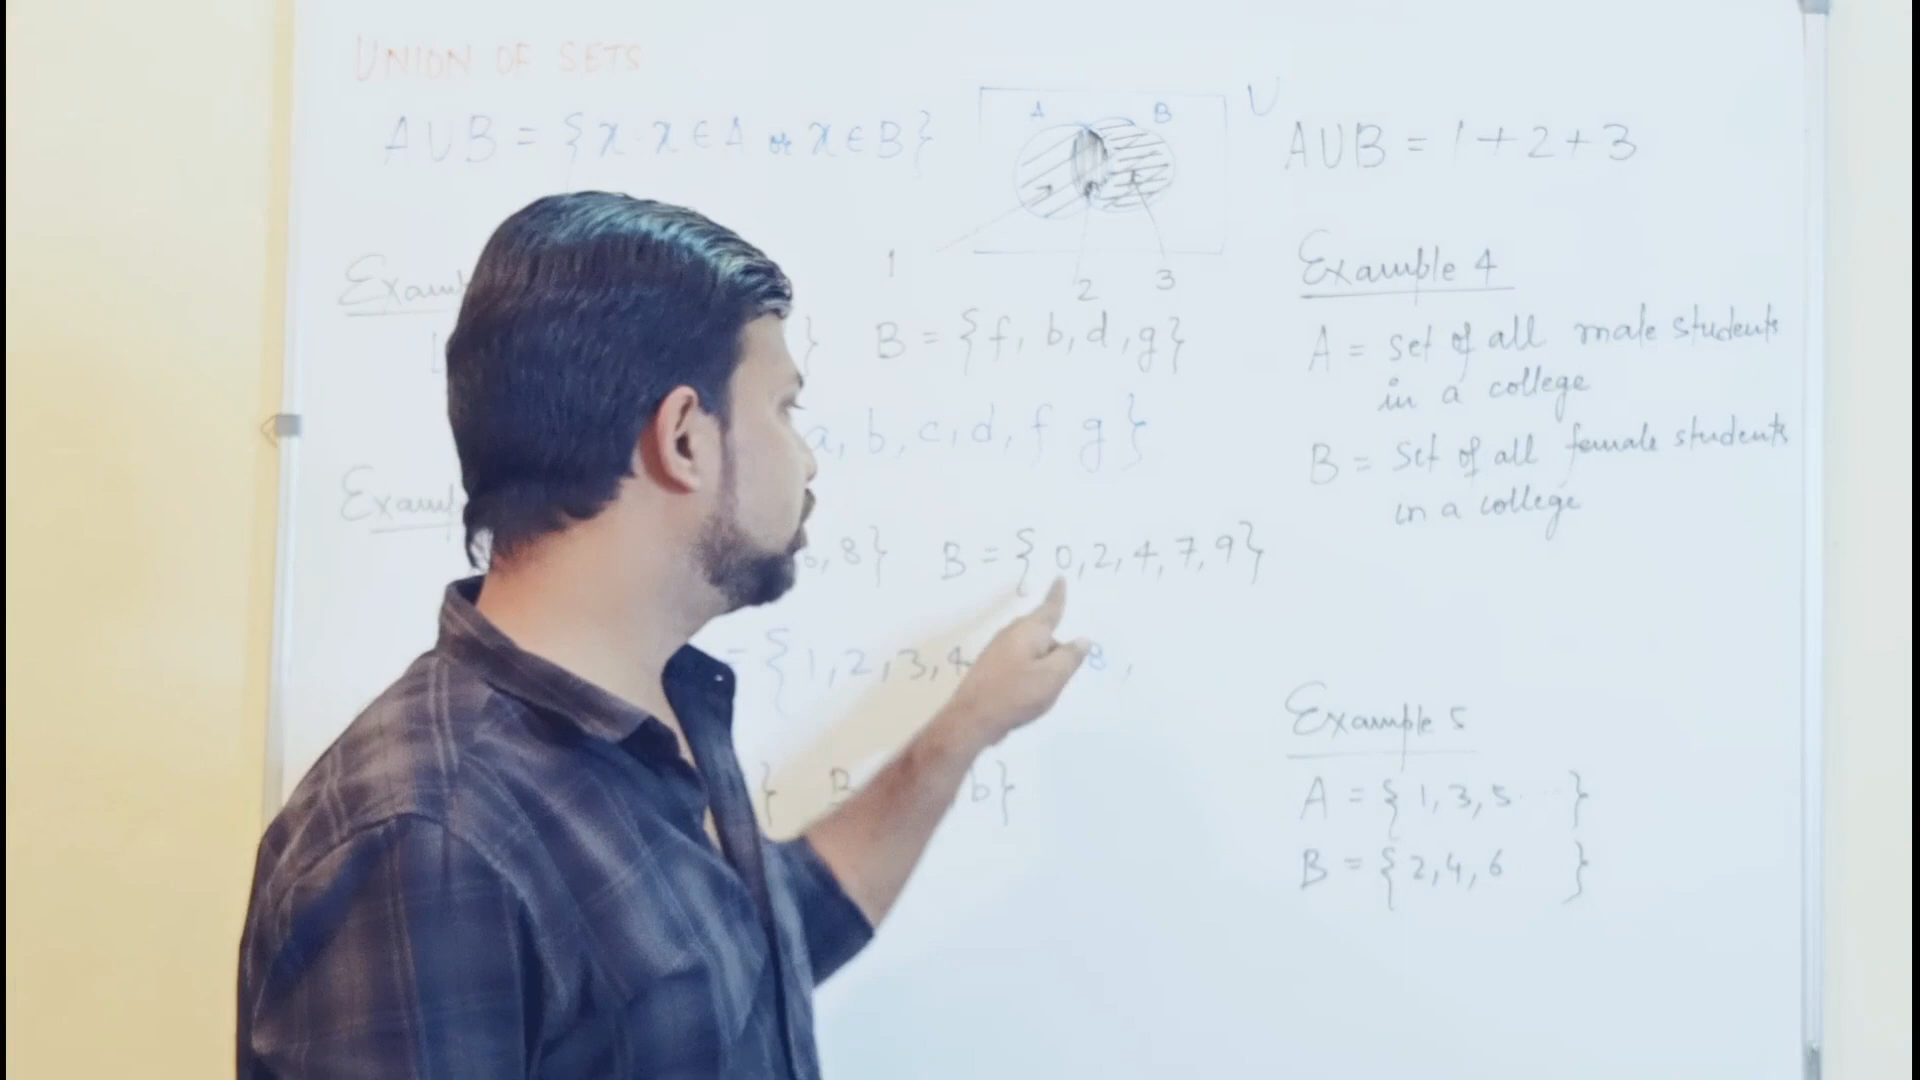 UNION OF SETS
A∪B = {x : x ∈ A or x ∈ B}
A B U
1 2 3
A∪B = 1+2+3
} B = {f, b, d, g}
a, b, c, d, f g}
, 8} B = {0, 2, 4, 7, 9}
= {1, 2, 3, 4 8,
} B , b}
Example 4
A = set of all male students
in a college
B = Set of all female students
in a college
Example 5
A = {1, 3, 5 ... }
B = {2, 4, 6 }